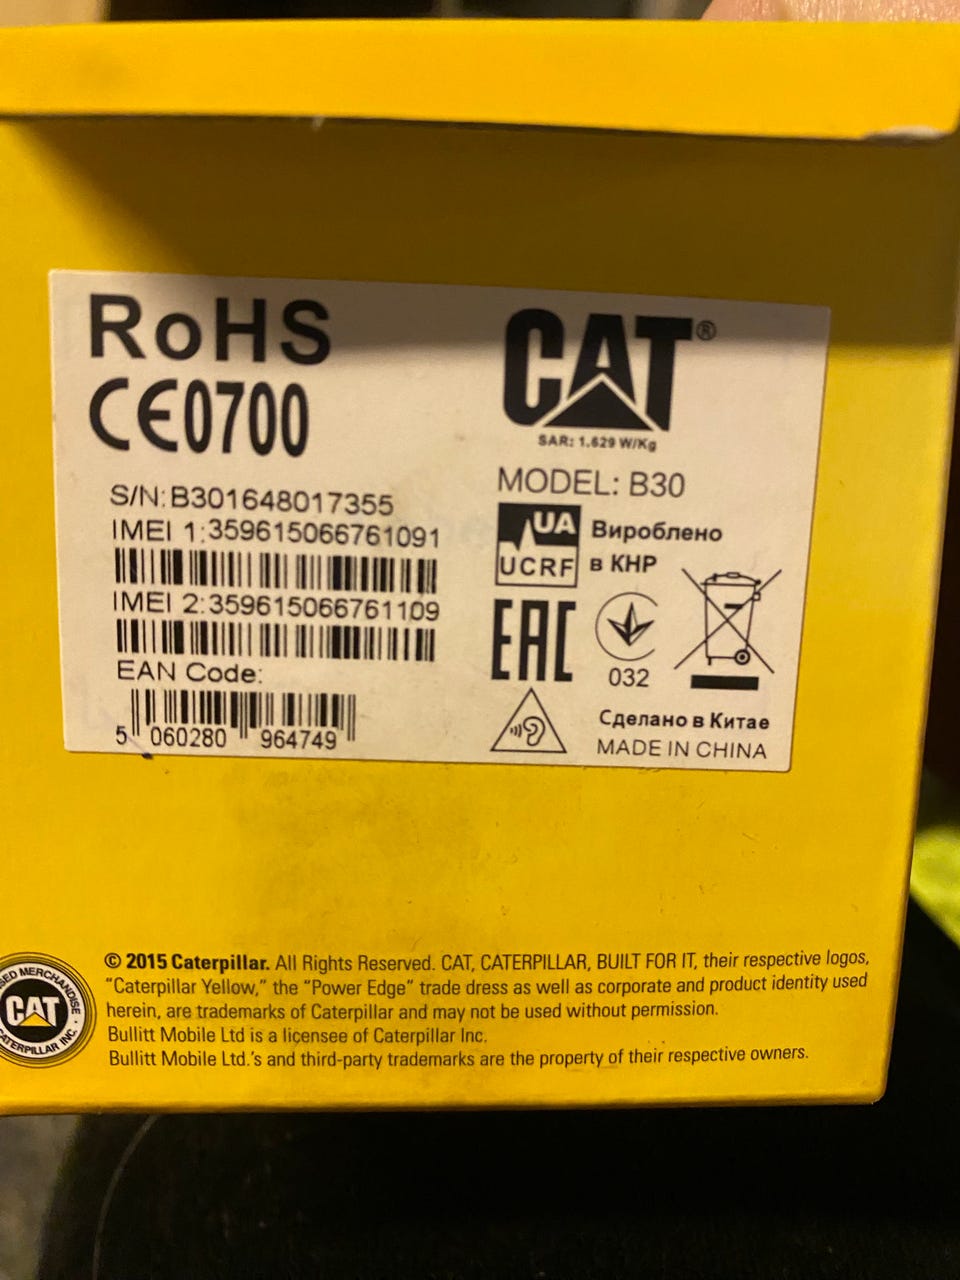 RoHS
CE0700
S/N:B301648017355
IMEI 1:359615066761091
IMEI 2:359615066761109
EAN Code:
5 060280 964749
CAT®
SAR: 1.629 W/Kg
MODEL: B30
UA Вироблено
UCRF в КНР
EAC
032
Сделано в Китае
MADE IN CHINA
© 2015 Caterpillar. All Rights Reserved. CAT, CATERPILLAR, BUILT FOR IT, their respective logos,
"Caterpillar Yellow," the "Power Edge" trade dress as well as corporate and product identity used
herein, are trademarks of Caterpillar and may not be used without permission.
Bullitt Mobile Ltd is a licensee of Caterpillar Inc.
Bullitt Mobile Ltd.'s and third-party trademarks are the property of their respective owners.
MERCHANDISE
CAT
CATERPILLAR INC.